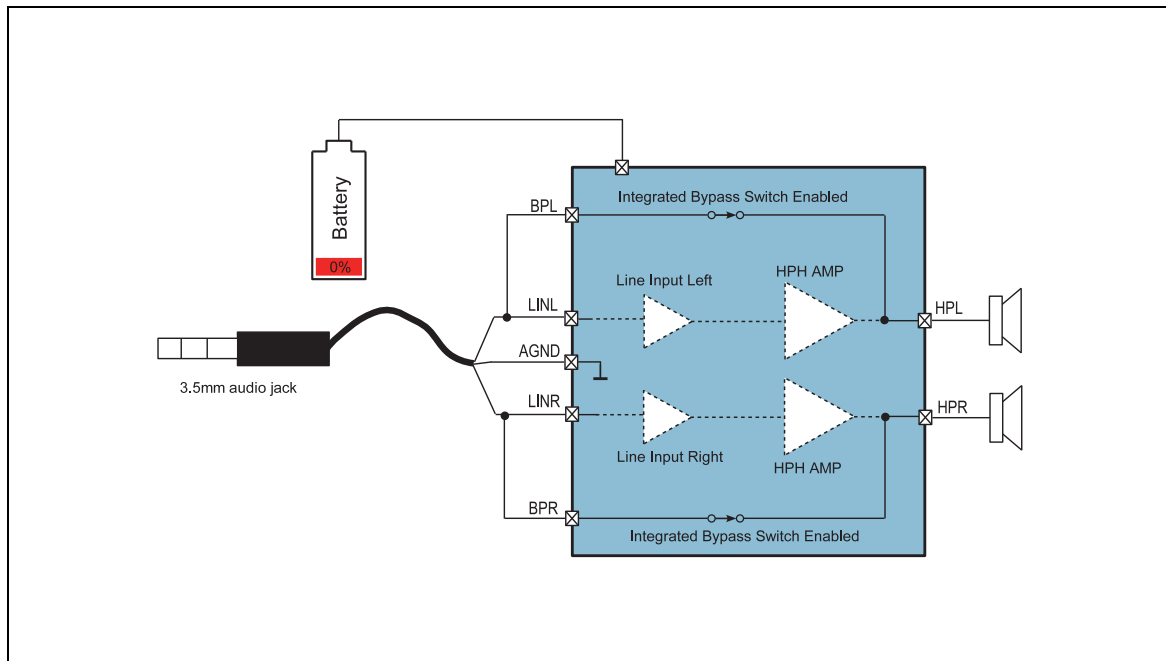 Battery
0%
3.5mm audio jack
BPL
LINL
AGND
LINR
BPR
Integrated Bypass Switch Enabled
Line Input Left
HPH AMP
Line Input Right
HPH AMP
Integrated Bypass Switch Enabled
HPL
HPR